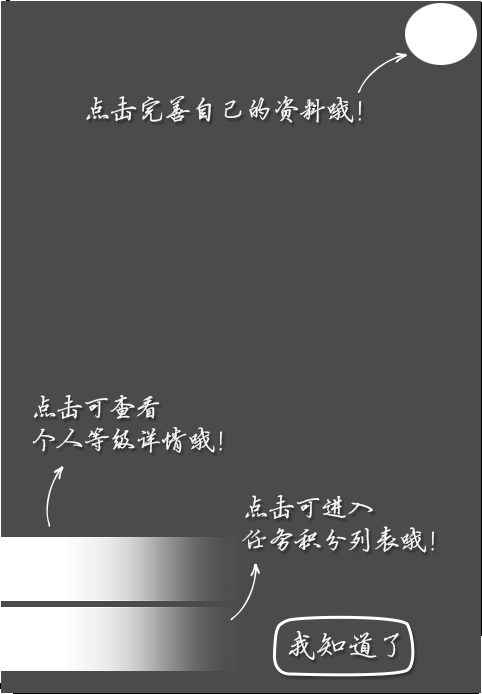 点击完善自己的资料哦!
点击可查看
个人等级详情哦!
点击可进入
任务积分列表哦!
我知道了